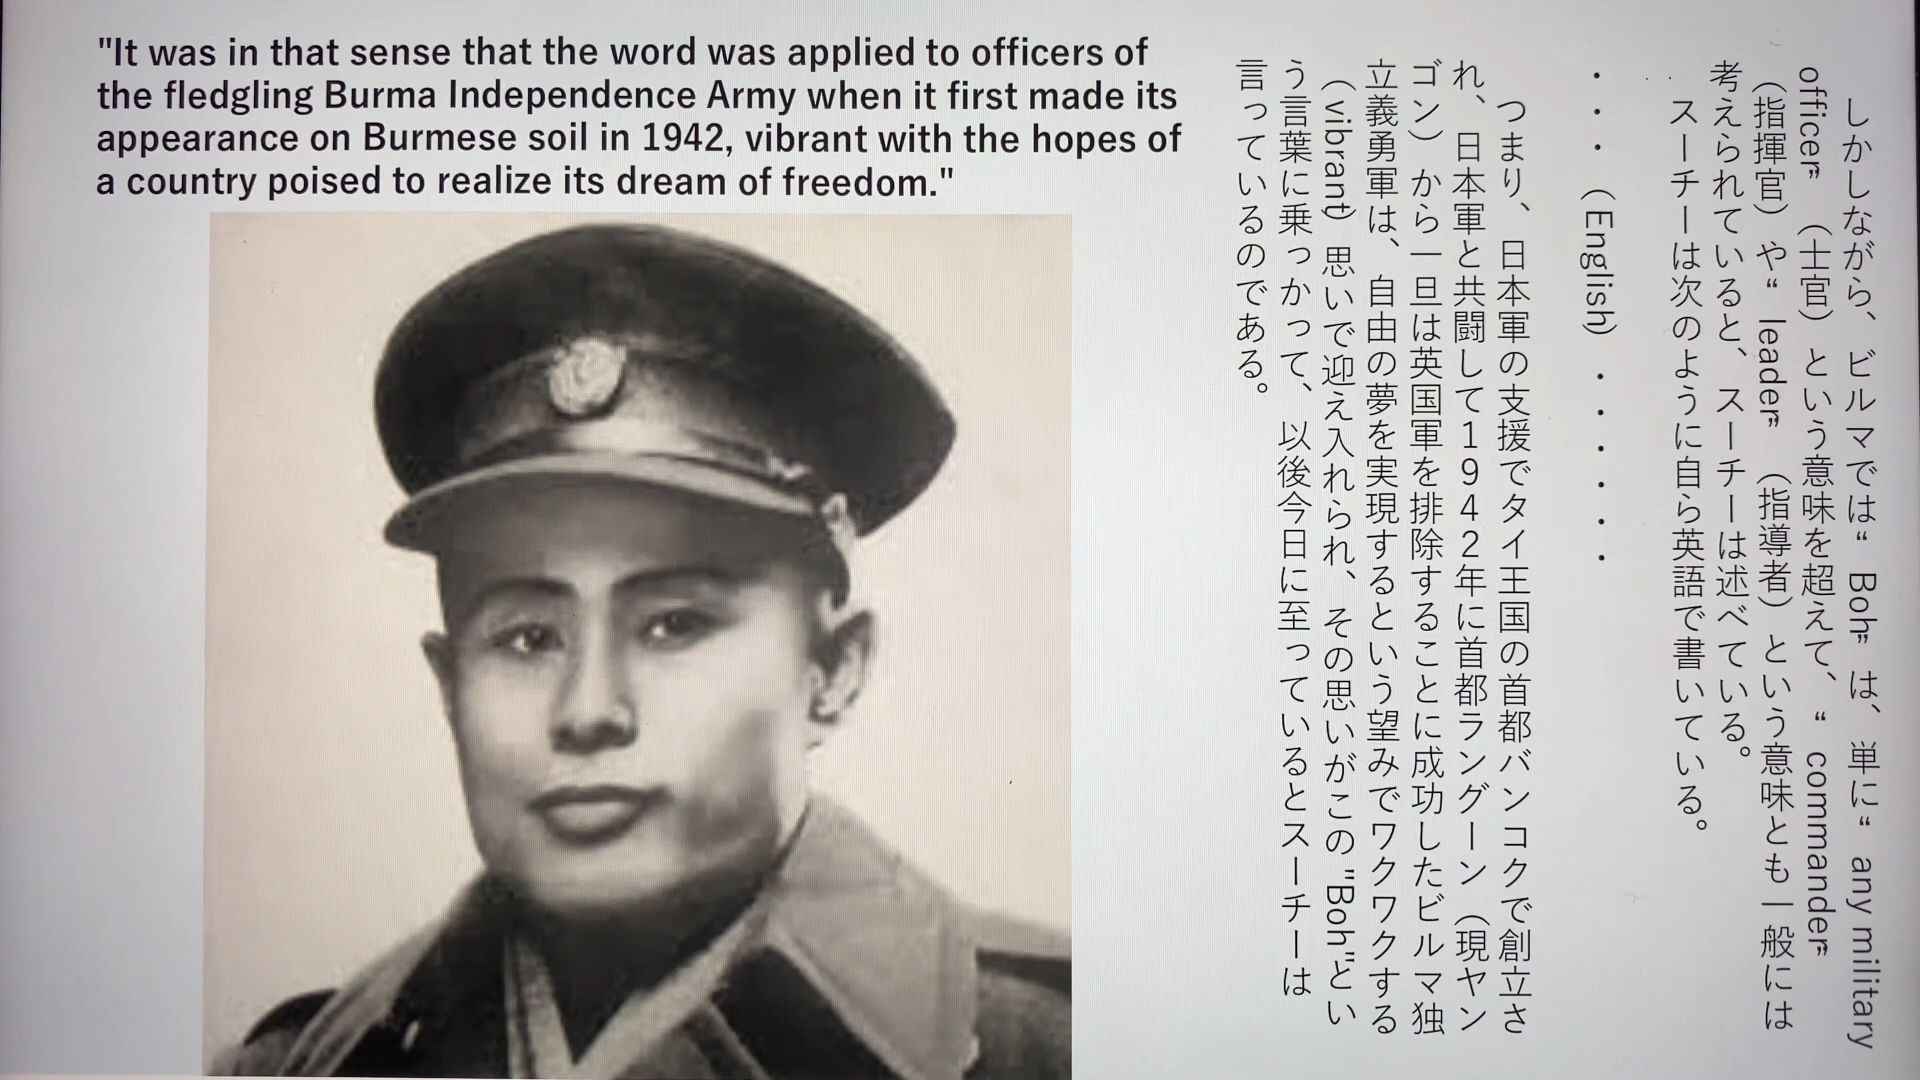 "It was in that sense that the word was applied to officers of
the fledgling Burma Independence Army when it first made its
appearance on Burmese soil in 1942, vibrant with the hopes of
a country poised to realize its dream of freedom."
しかしながら、ビルマでは“Boh”は、単に“any military
officer”（士官）という意味を超えて、“commander”
（指揮官）や“leader”（指導者）という意味とも一般には
考えられていると、スーチーは述べている。
スーチーは次のように自ら英語で書いている。
・・・（English）・・・・・・
つまり、日本軍の支援でタイ王国の首都バンコクで創立さ
れ、日本軍と共闘して1942年に首都ラングーン（現ヤン
ゴン）から一旦は英国軍を排除することに成功したビルマ独
立義勇軍は、自由の夢を実現するという望みでワクワクする
（vibrant）思いで迎え入れられ、その思いがこの"Boh"とい
う言葉に乗っかって、以後今日に至っているとスーチーは
言っているのである。